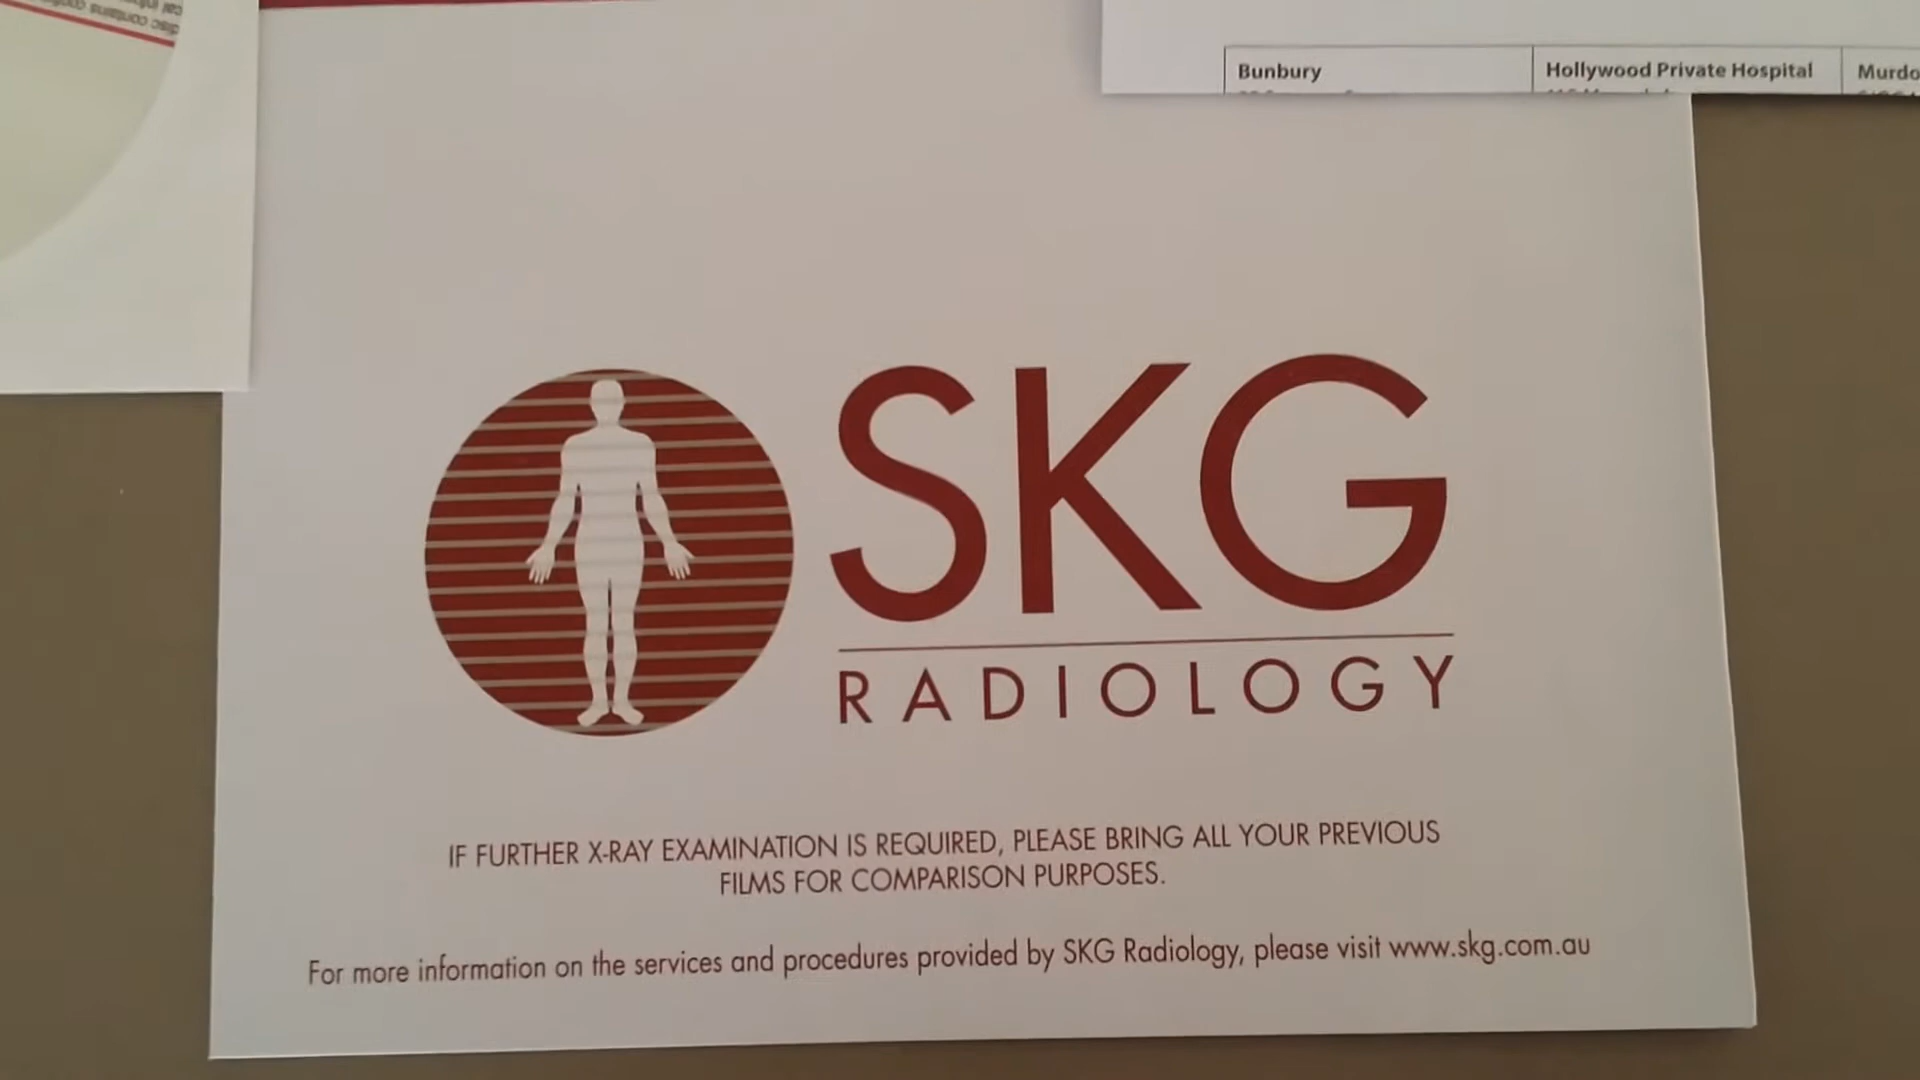 disc contains
Bunbury
Hollywood Private Hospital
SKG
RADIOLOGY
IF FURTHER X-RAY EXAMINATION IS REQUIRED, PLEASE BRING ALL YOUR PREVIOUS
FILMS FOR COMPARISON PURPOSES.
For more information on the services and procedures provided by SKG Radiology, please visit www.skg.com.au